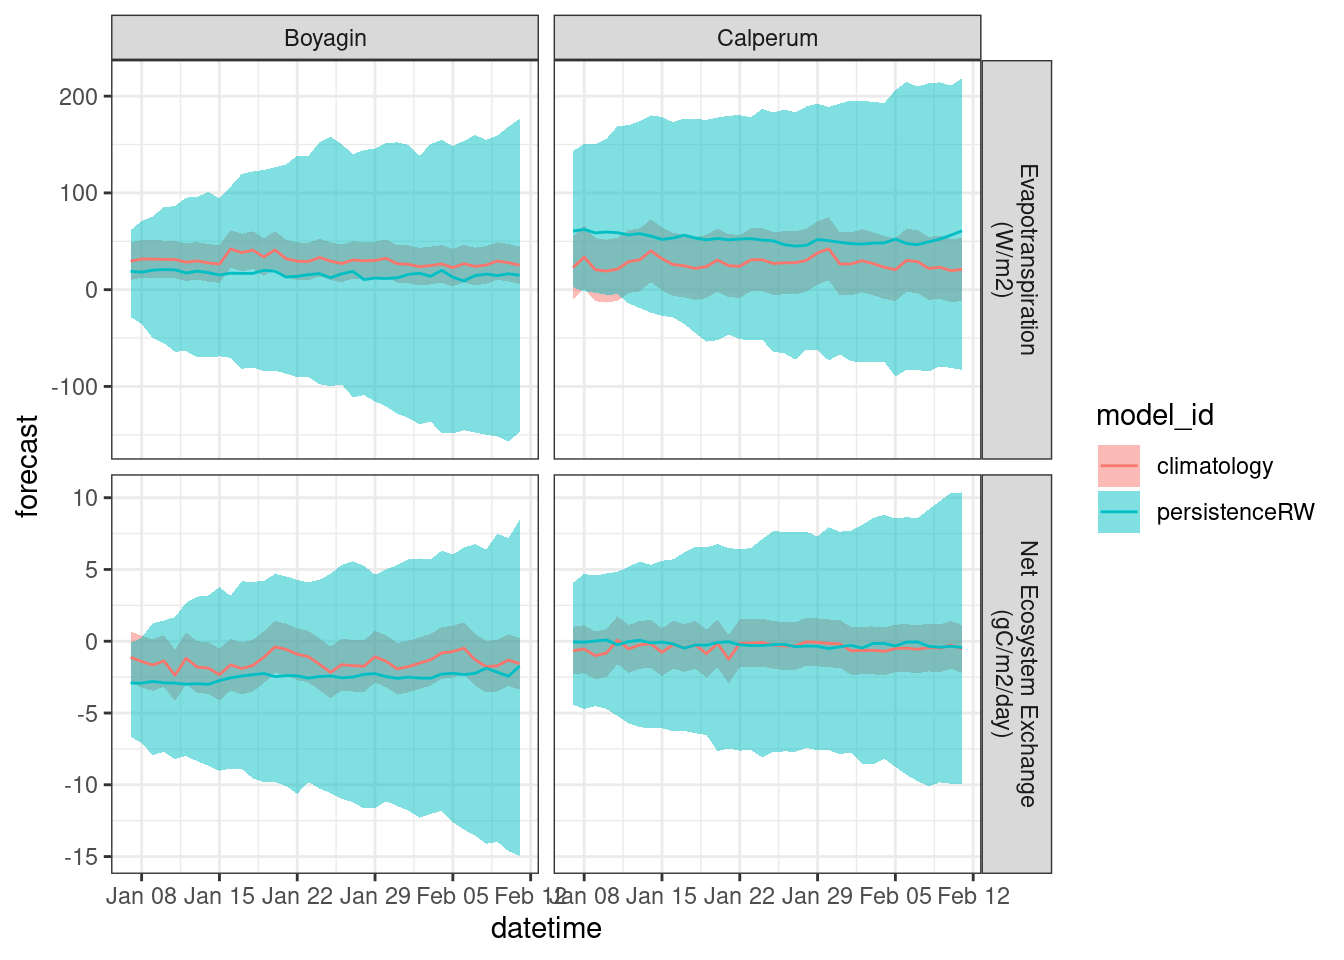 Boyagin
Calperum
200
100
0
-100
Evapotranspiration
(W/m2)
forecast
10
5
0
-5
-10
-15
Net Ecosystem Exchange
(gC/m2/day)
Jan 08 Jan 15 Jan 22 Jan 29 Feb 05 Feb 12
Jan 08 Jan 15 Jan 22 Jan 29 Feb 05 Feb 12
datetime
model_id
climatology
persistenceRW